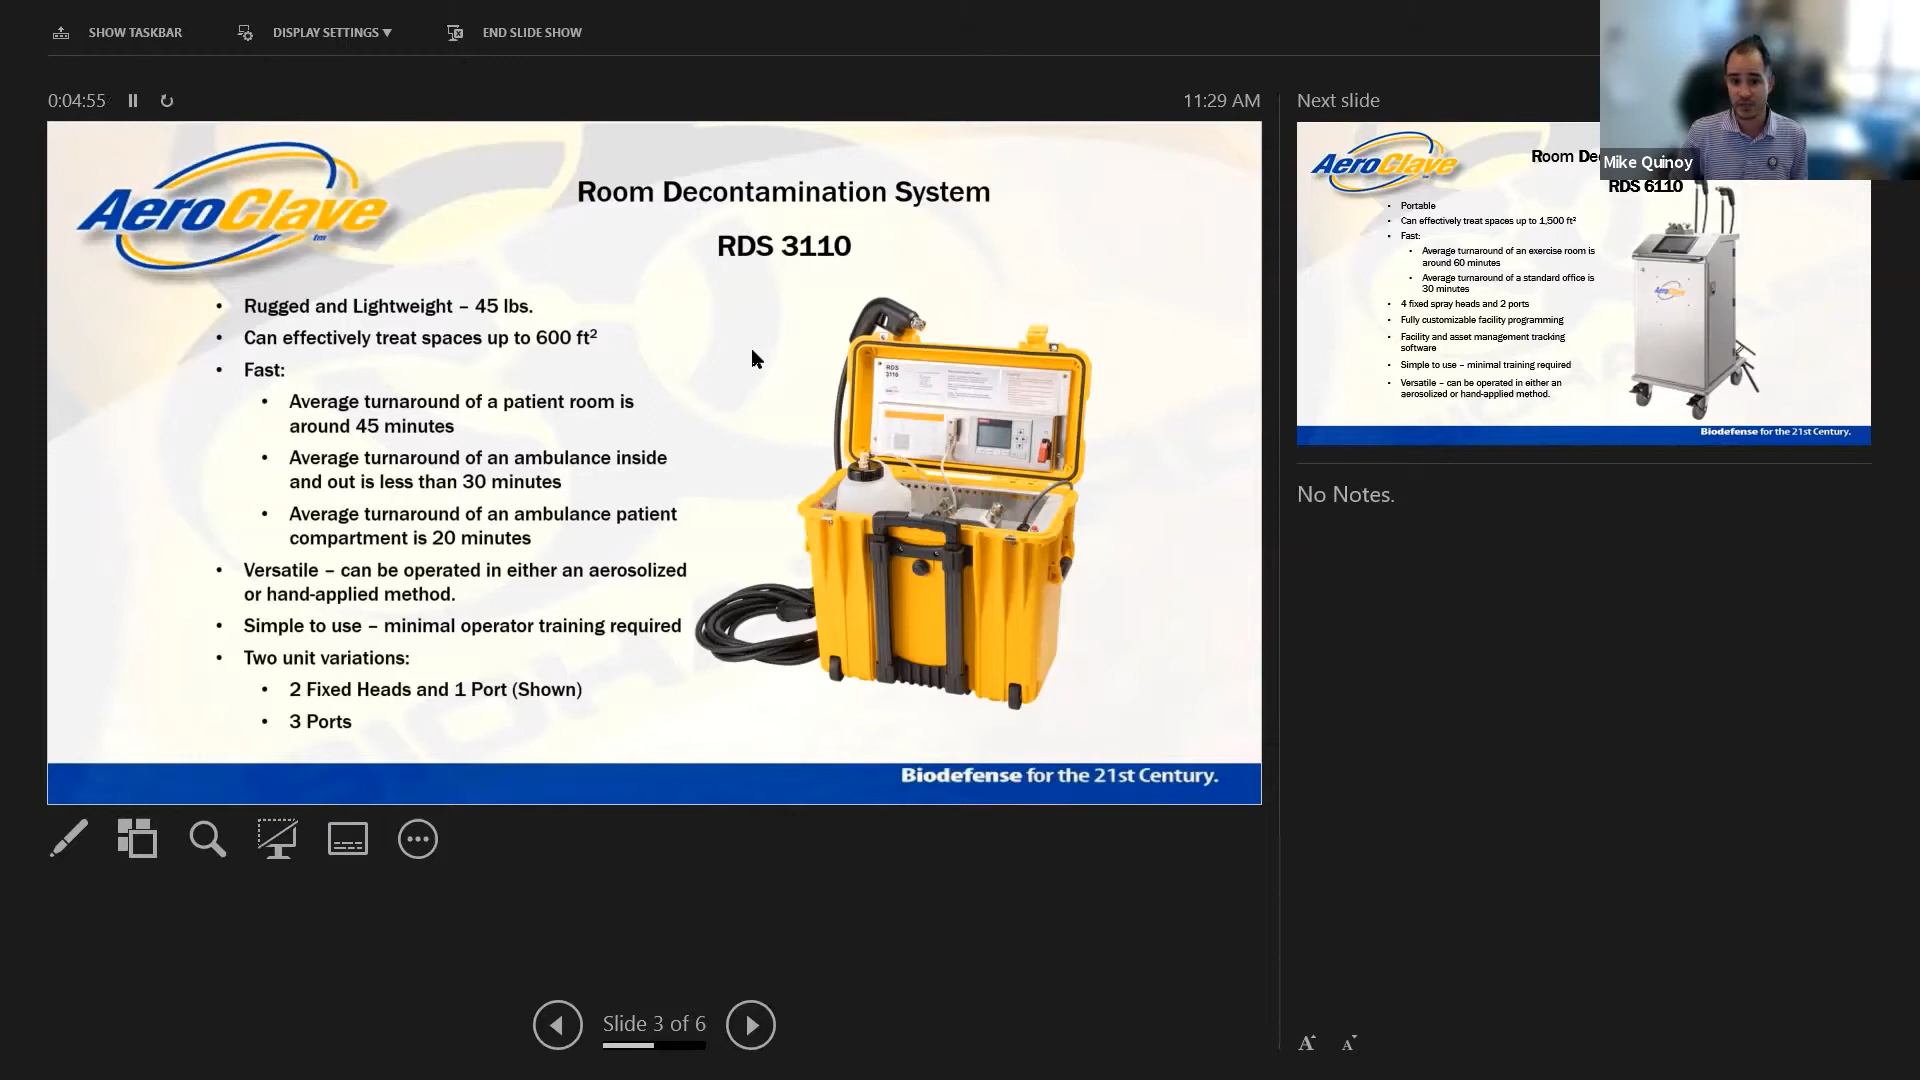 SHOW TASKBAR
DISPLAY SETTINGS ▼
END SLIDE SHOW
0:04:55
11:29 AM
AeroClave
tm
Room Decontamination System
RDS 3110
• Rugged and Lightweight – 45 lbs.
• Can effectively treat spaces up to 600 ft²
• Fast:
• Average turnaround of a patient room is
around 45 minutes
• Average turnaround of an ambulance inside
and out is less than 30 minutes
• Average turnaround of an ambulance patient
compartment is 20 minutes
• Versatile – can be operated in either an aerosolized
or hand-applied method.
• Simple to use – minimal operator training required
• Two unit variations:
• 2 Fixed Heads and 1 Port (Shown)
• 3 Ports
RDS
3110
Biodefense for the 21st Century.
Slide 3 of 6
Next slide
Mike Quinoy
AeroClave
Room De
RDS 6110
• Portable
• Can effectively treat spaces up to 1,500 ft²
• Fast:
• Average turnaround of an exercise room is
around 60 minutes
• Average turnaround of a standard office is
30 minutes
• 4 fixed spray heads and 2 ports
• Fully customizable facility programming
• Facility and asset management tracking
software
• Simple to use – minimal training required
• Versatile – can be operated in either an
aerosolized or hand-applied method.
AeroClave
Biodefense for the 21st Century.
No Notes.
A A